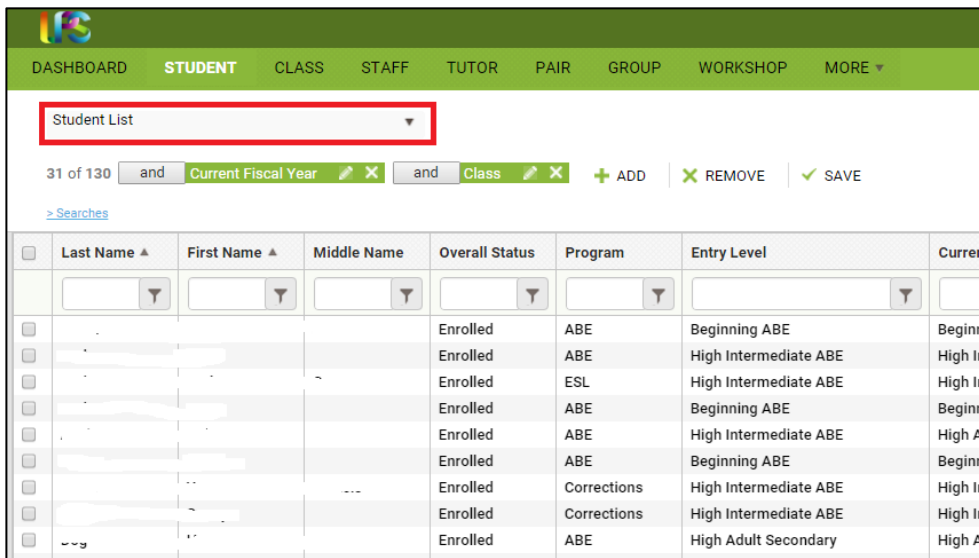 DASHBOARD STUDENT CLASS STAFF TUTOR PAIR GROUP WORKSHOP MORE
Student List
31 of 130 and Current Fiscal Year and Class ADD REMOVE SAVE
> Searches
Last Name First Name Middle Name Overall Status Program Entry Level
Enrolled ABE Beginning ABE
Enrolled ABE High Intermediate ABE
Enrolled ESL High Intermediate ABE
Enrolled ABE Beginning ABE
Enrolled ABE High Intermediate ABE High A
Enrolled ABE Beginning ABE
Enrolled Corrections High Intermediate ABE
Enrolled Corrections High Intermediate ABE
Enrolled ABE High Adult Secondary High A